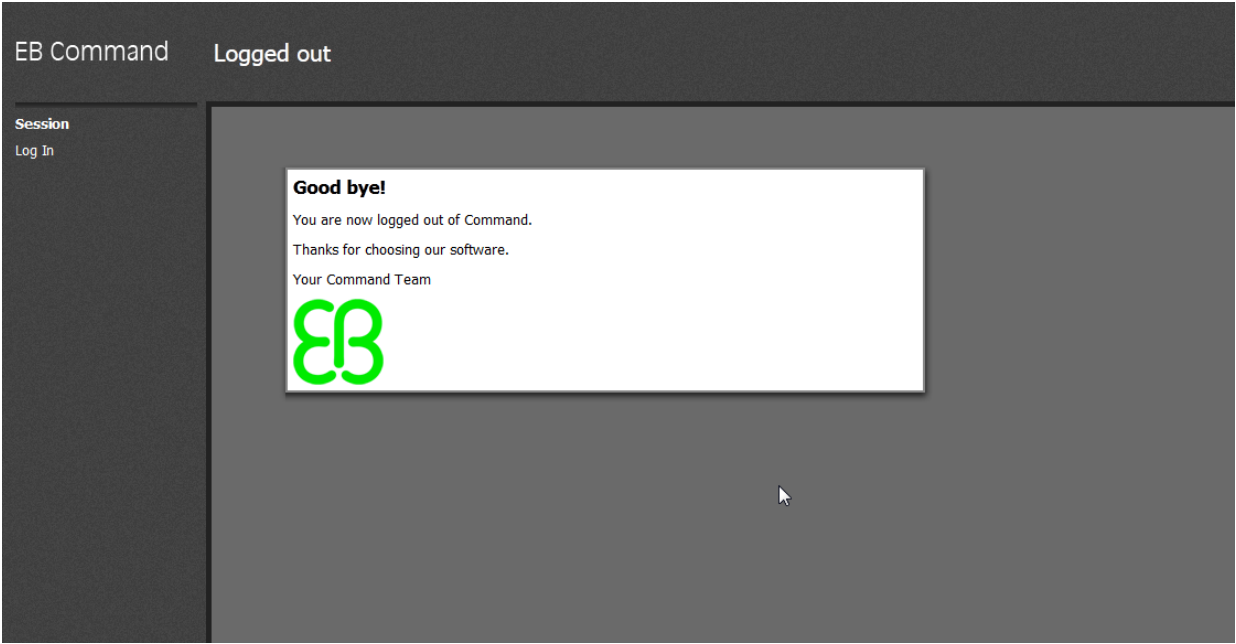 EB Command
Logged out
Session
Log In
Good bye!
You are now logged out of Command.
Thanks for choosing our software.
Your Command Team
EB